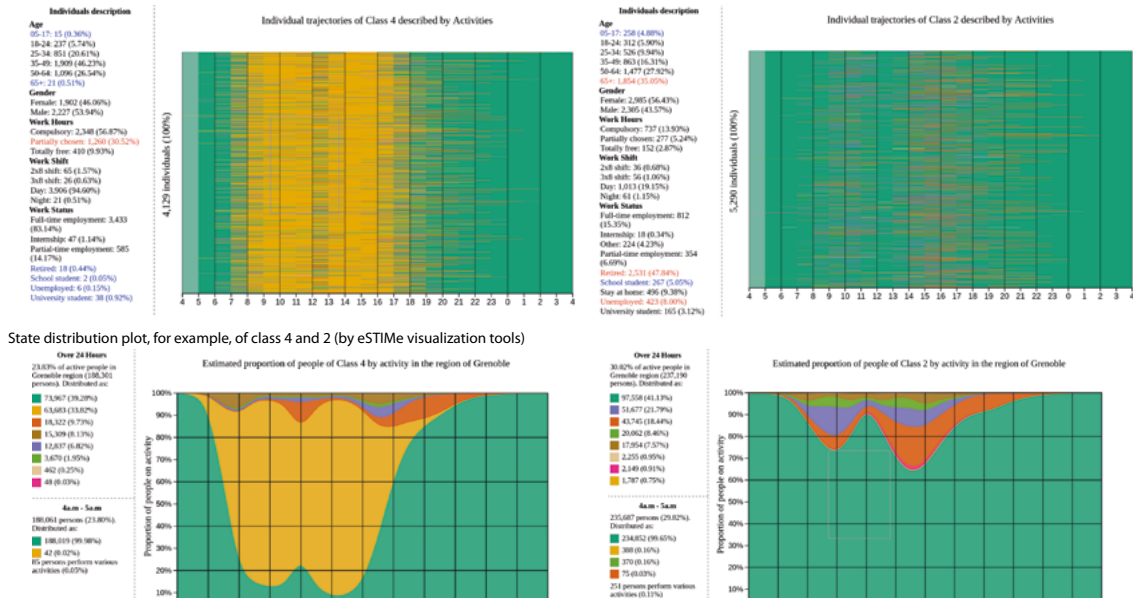 Individuals description
Age
05-17: 15 (0.36%)
18-24: 237 (5.74%)
25-34: 851 (20.61%)
35-49: 1,909 (46.23%)
50-64: 1,096 (26.54%)
65+: 21 (0.51%)
Gender
Female: 1,902 (46.06%)
Male: 2,227 (53.94%)
Work Hours
Compulsory: 2,348 (56.87%)
Partially chosen: 1,260 (30.52%)
Totally free: 410 (9.93%)
Work Shift
2x8 shift: 65 (1.57%)
3x8 shift: 26 (0.63%)
Day: 3,906 (94.60%)
Night: 21 (0.51%)
Work Status
Full-time employment: 3,433
(83.14%)
Internship: 47 (1.14%)
Partial-time employment: 585
(14.17%)
Retired: 18 (0.44%)
School student: 2 (0.05%)
Unemployed: 6 (0.15%)
University student: 38 (0.92%)
Individual trajectories of Class 4 described by Activities
4,129 individuals (100%)
4 5 6 7 8 9 10 11 12 13 14 15 16 17 18 19 20 21 22 23 0 1 2 3 4
Individuals description
Age
05-17: 258 (4.88%)
18-24: 312 (5.90%)
25-34: 526 (9.94%)
35-49: 863 (16.31%)
50-64: 1,477 (27.92%)
65+: 1,854 (35.05%)
Gender
Female: 2,985 (56.43%)
Male: 2,305 (43.57%)
Work Hours
Compulsory: 737 (13.93%)
Partially chosen: 277 (5.24%)
Totally free: 152 (2.87%)
Work Shift
2x8 shift: 36 (0.68%)
3x8 shift: 56 (1.06%)
Day: 1,013 (19.15%)
Night: 61 (1.15%)
Work Status
Full-time employment: 812
(15.35%)
Internship: 18 (0.34%)
Other: 224 (4.23%)
Partial-time employment: 354
(6.69%)
Retired: 2,531 (47.84%)
School student: 267 (5.05%)
Stay at home: 496 (9.38%)
Unemployed: 423 (8.00%)
University student: 165 (3.12%)
Individual trajectories of Class 2 described by Activities
5,290 individuals (100%)
4 5 6 7 8 9 10 11 12 13 14 15 16 17 18 19 20 21 22 23 0 1 2 3 4
State distribution plot, for example, of class 4 and 2 (by eSTIMe visualization tools)
Over 24 Hours
23.83% of active people in
Grenoble region (188,301
persons). Distributed as:
73,967 (39.28%)
63,683 (33.82%)
18,322 (9.73%)
15,309 (8.13%)
12,837 (6.82%)
3,670 (1.95%)
462 (0.25%)
48 (0.03%)
4a.m - 5a.m
188,061 persons (23.80%).
Distributed as:
188,019 (99.98%)
42 (0.02%)
85 persons perform various
activities (0.05%)
Estimated proportion of people of Class 4 by activity in the region of Grenoble
Proportion of people on activity
100%
90%
80%
70%
60%
50%
40%
30%
20%
10%
Over 24 Hours
30.02% of active people in
Grenoble region (237,190
persons). Distributed as:
97,558 (41.13%)
51,677 (21.79%)
43,745 (18.44%)
20,062 (8.46%)
17,954 (7.57%)
2,255 (0.95%)
2,149 (0.91%)
1,787 (0.75%)
4a.m - 5a.m
235,687 persons (29.82%).
Distributed as:
234,852 (99.65%)
388 (0.16%)
370 (0.16%)
75 (0.03%)
251 persons perform various
activities (0.11%)
Estimated proportion of people of Class 2 by activity in the region of Grenoble
Proportion of people on activity
100%
90%
80%
70%
60%
50%
40%
30%
20%
10%